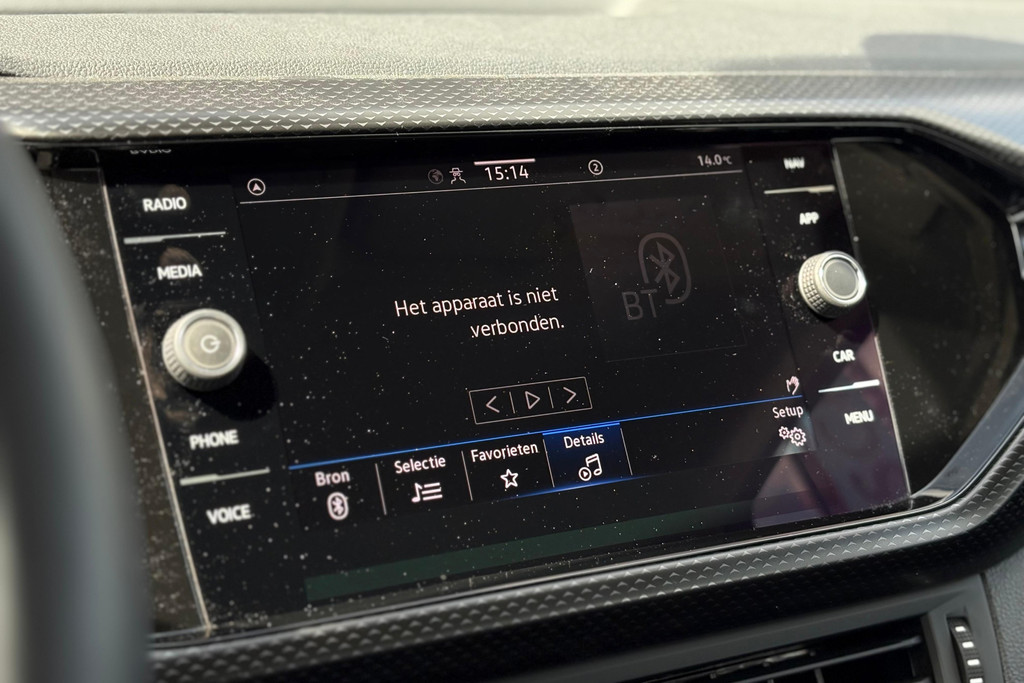 RADIO
MEDIA
PHONE
VOICE
15:14
2
14.0°C
Het apparaat is niet
verbonden.
BT
Bron
Selectie
Favorieten
Details
Setup
NAV
APP
CAR
MENU